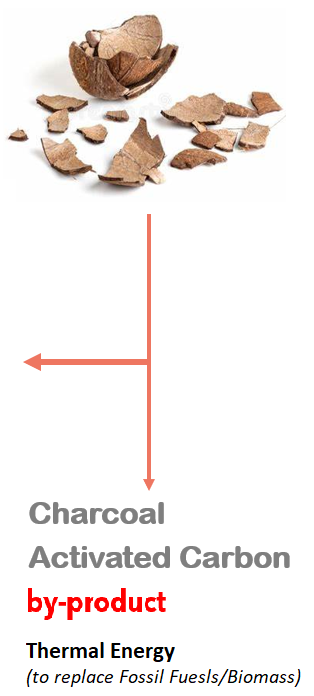 Charcoal
Activated Carbon
by-product
Thermal Energy
(to replace Fossil Fuesls/Biomass)